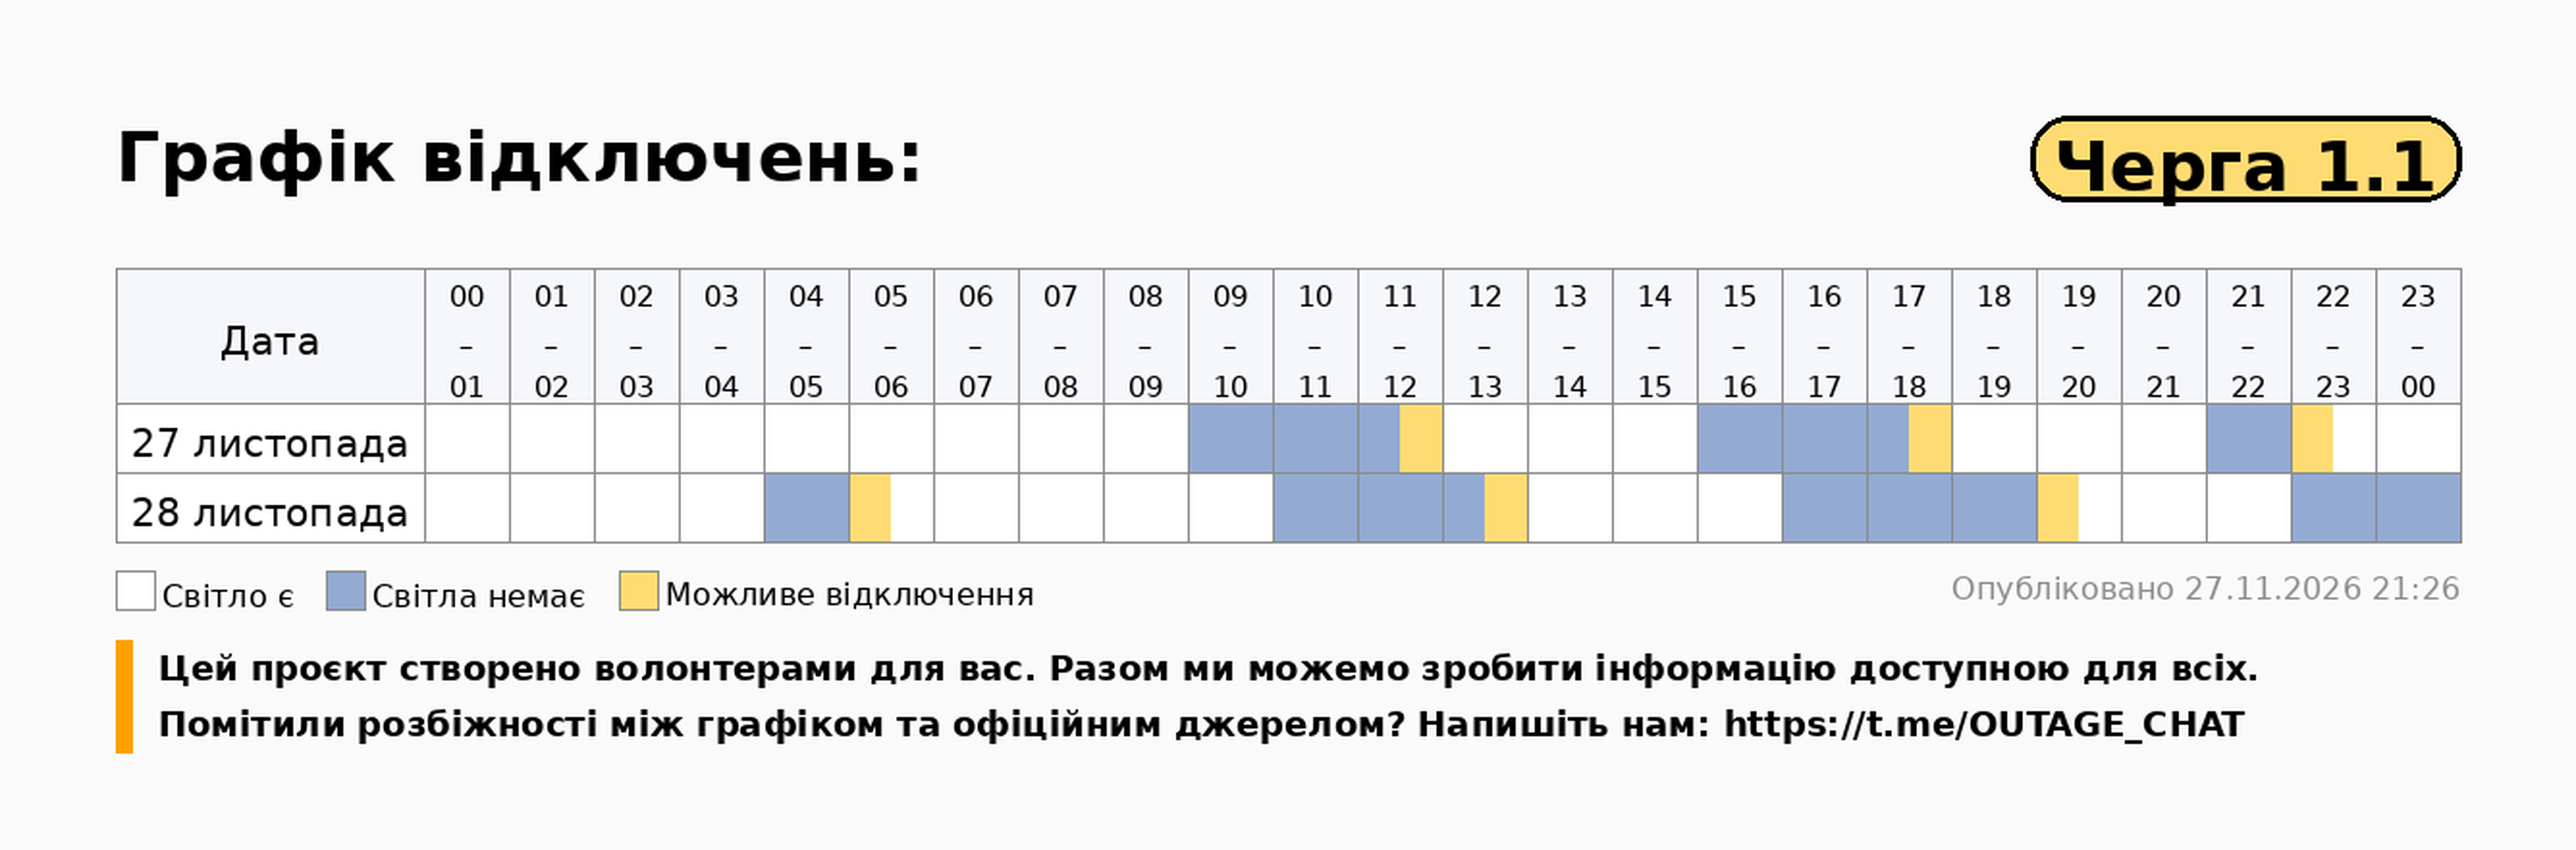 Графік відключень:
Черга 1.1
Дата 00 – 01 01 – 02 02 – 03 03 – 04 04 – 05 05 – 06 06 – 07 07 – 08 08 – 09 09 – 10 10 – 11 11 – 12 12 – 13 13 – 14 14 – 15 15 – 16 16 – 17 17 – 18 18 – 19 19 – 20 20 – 21 21 – 22 22 – 23 23 – 00
27 листопада
28 листопада
Світло є Світла немає Можливе відключення
Опубліковано 27.11.2026 21:26
Цей проєкт створено волонтерами для вас. Разом ми можемо зробити інформацію доступною для всіх.
Помітили розбіжності між графіком та офіційним джерелом? Напишіть нам: https://t.me/OUTAGE_CHAT